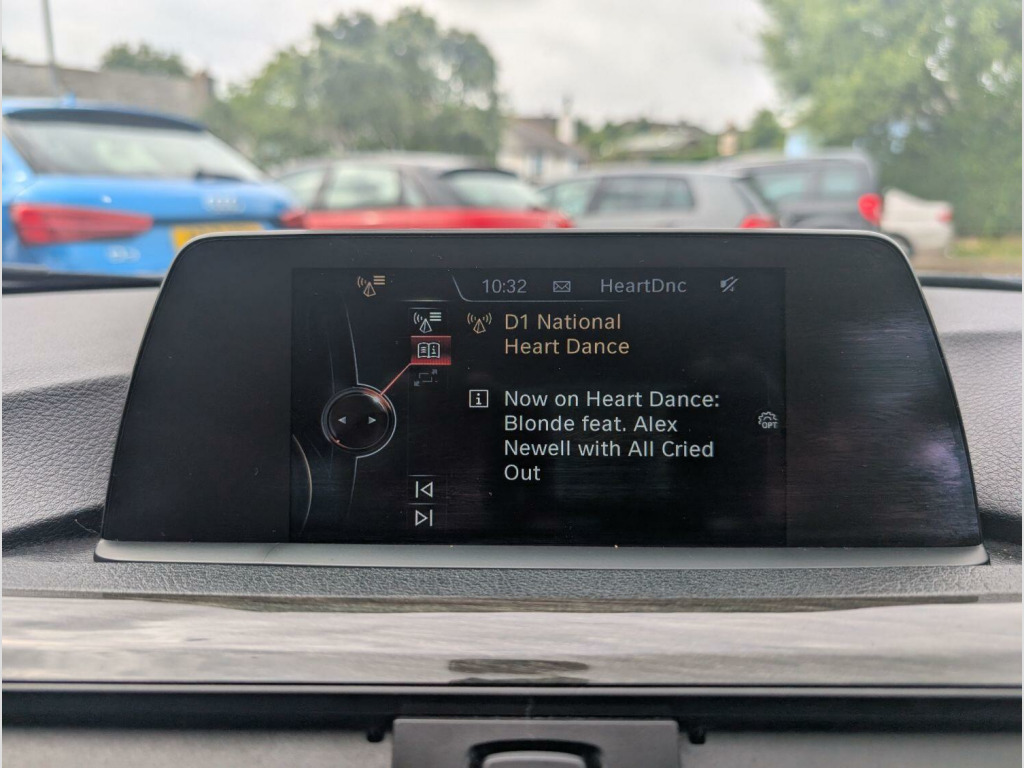 10:32 HeartDnc
D1 National
Heart Dance
i Now on Heart Dance:
Blonde feat. Alex
Newell with All Cried
Out
OPT